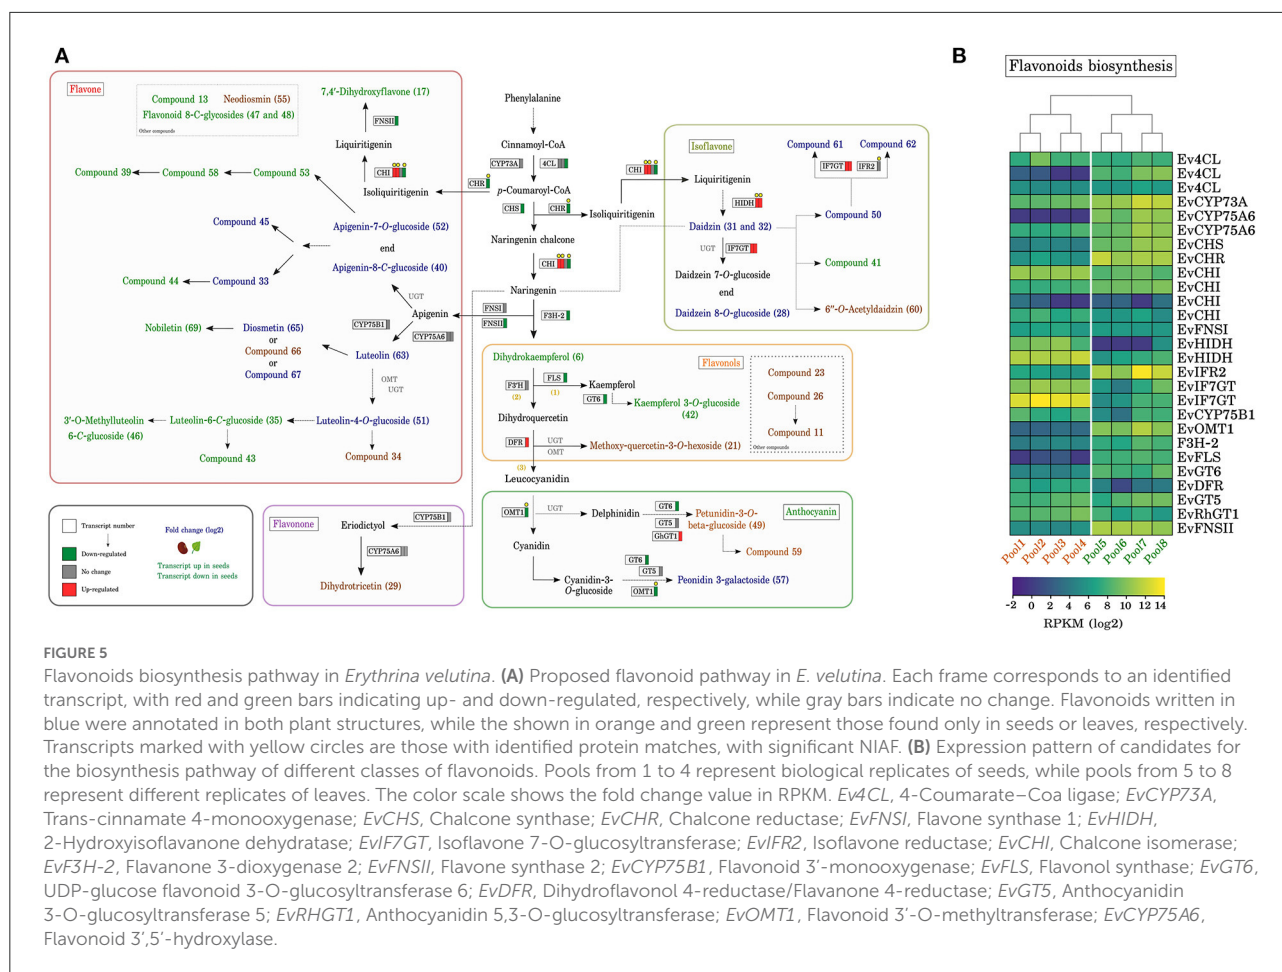 A
Flavone
Compound 13 Neodiosmin (55)
Flavonoid 8-C-glycosides (47 and 48)
Other compounds
7,4′-Dihydroxyflavone (17)
FNSII
Liquiritigenin
CHI
Isoliquiritigenin
CHR
Compound 39
Compound 58
Compound 53
Compound 45
Apigenin-7-O-glucoside (52)
end
Apigenin-8-C-glucoside (40)
Compound 44
Compound 33
UGT
Apigenin
Nobiletin (69)
Diosmetin (65)
or
Compound 66
or
Compound 67
CYP75B1
CYP75A6
Luteolin (63)
OMT
UGT
3′-O-Methylluteolin
6-C-glucoside (46)
Luteolin-6-C-glucoside (35)
Luteolin-4-O-glucoside (51)
Compound 43
Compound 34
Phenylalanine
Cinnamoyl-CoA
CYP73A
4CL
p-Coumaroyl-CoA
CHS
CHR
Isoliquiritigenin
Naringenin chalcone
CHI
Naringenin
FNSI
FNSII
F3H-2
CHI
Isoflavone
Liquiritigenin
HIDH
Daidzin (31 and 32)
UGT
IF7GT
Daidzein 7-O-glucoside
end
Daidzein 8-O-glucoside (28)
Compound 61
Compound 62
IF7GT
IFR2
Compound 50
Compound 41
6″-O-Acetyldaidzin (60)
Dihydrokaempferol (6)
Flavonols
FLS
F3′H
(1)
(2)
Kaempferol
GT6
Kaempferol 3-O-glucoside
(42)
Dihydroquercetin
DFR
UGT
OMT
Methoxy-quercetin-3-O-hexoside (21)
(3)
Leucocyanidin
Compound 23
Compound 26
Compound 11
Other compounds
Transcript number
Down-regulated
No change
Up-regulated
Fold change (log2)
Transcript up in seeds
Transcript down in seeds
Flavonone
Eriodictyol
CYP75B1
CYP75A6
Dihydrotricetin (29)
Anthocyanin
OMT1
UGT
Delphinidin
GT6
GT5
GhGT1
Petunidin-3-O-
beta-glucoside (49)
Compound 59
Cyanidin
Cyanidin-3-
O-glucoside
GT6
GT5
OMT1
Peonidin 3-galactoside (57)
B
Flavonoids biosynthesis
Ev4CL
Ev4CL
Ev4CL
EvCYP73A
EvCYP75A6
EvCYP75A6
EvCHS
EvCHR
EvCHI
EvCHI
EvCHI
EvCHI
EvFNSI
EvHIDH
EvHIDH
EvIFR2
EvIF7GT
EvIF7GT
EvCYP75B1
EvOMT1
F3H-2
EvFLS
EvGT6
EvDFR
EvGT5
EvRhGT1
EvFNSII
Pool1 Pool2 Pool3 Pool4 Pool5 Pool6 Pool7 Pool8
-2 0 2 4 6 8 10 12 14
RPKM (log2)
FIGURE 5
Flavonoids biosynthesis pathway in Erythrina velutina. (A) Proposed flavonoid pathway in E. velutina. Each frame corresponds to an identified
transcript, with red and green bars indicating up- and down-regulated, respectively, while gray bars indicate no change. Flavonoids written in
blue were annotated in both plant structures, while the shown in orange and green represent those found only in seeds or leaves, respectively.
Transcripts marked with yellow circles are those with identified protein matches, with significant NIAF. (B) Expression pattern of candidates for
the biosynthesis pathway of different classes of flavonoids. Pools from 1 to 4 represent biological replicates of seeds, while pools from 5 to 8
represent different replicates of leaves. The color scale shows the fold change value in RPKM. Ev4CL, 4-Coumarate–Coa ligase; EvCYP73A,
Trans-cinnamate 4-monooxygenase; EvCHS, Chalcone synthase; EvCHR, Chalcone reductase; EvFNSI, Flavone synthase 1; EvHIDH,
2-Hydroxyisoflavanone dehydratase; EvIF7GT, Isoflavone 7-O-glucosyltransferase; EvIFR2, Isoflavone reductase; EvCHI, Chalcone isomerase;
EvF3H-2, Flavanone 3-dioxygenase 2; EvFNSII, Flavone synthase 2; EvCYP75B1, Flavonoid 3′-monooxygenase; EvFLS, Flavonol synthase; EvGT6,
UDP-glucose flavonoid 3-O-glucosyltransferase 6; EvDFR, Dihydroflavonol 4-reductase/Flavanone 4-reductase; EvGT5, Anthocyanidin
3-O-glucosyltransferase 5; EvRHGT1, Anthocyanidin 5,3-O-glucosyltransferase; EvOMT1, Flavonoid 3′-O-methyltransferase; EvCYP75A6,
Flavonoid 3′,5′-hydroxylase.